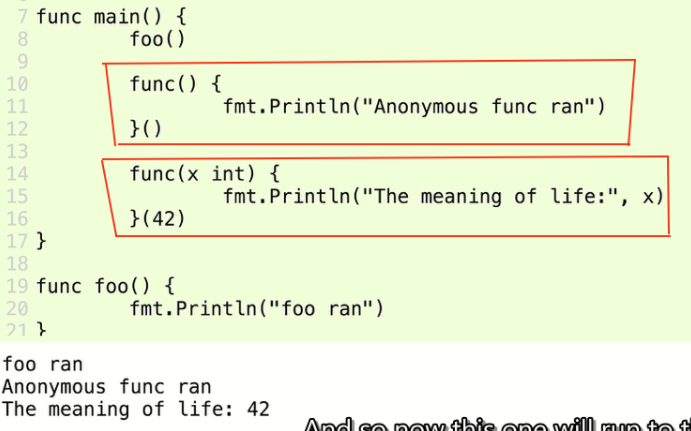 7 func main() {
8 foo()
9
10 func() {
11 fmt.Println("Anonymous func ran")
12 }()
13
14 func(x int) {
15 fmt.Println("The meaning of life:", x)
16 }(42)
17 }
18
19 func foo() {
20 fmt.Println("foo ran")
21 }
foo ran
Anonymous func ran
The meaning of life: 42
And so now this one will run to